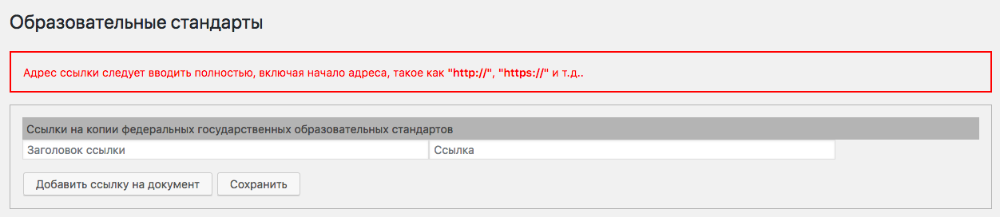 Образовательные стандарты
Адрес ссылки следует вводить полностью, включая начало адреса, такое как "http://", "https://" и т.д..
Ссылки на копии федеральных государственных образовательных стандартов
Заголовок ссылки Ссылка
Добавить ссылку на документ Сохранить